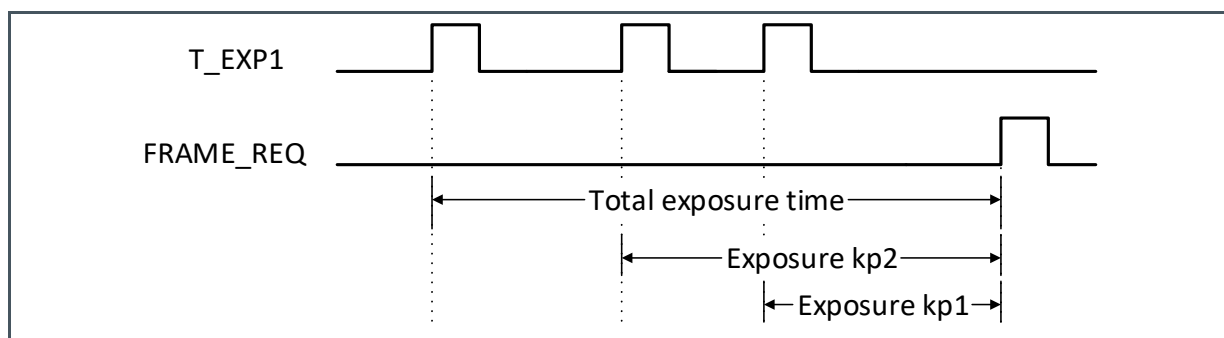 T_EXP1
FRAME_REQ
Total exposure time
Exposure kp2
Exposure kp1